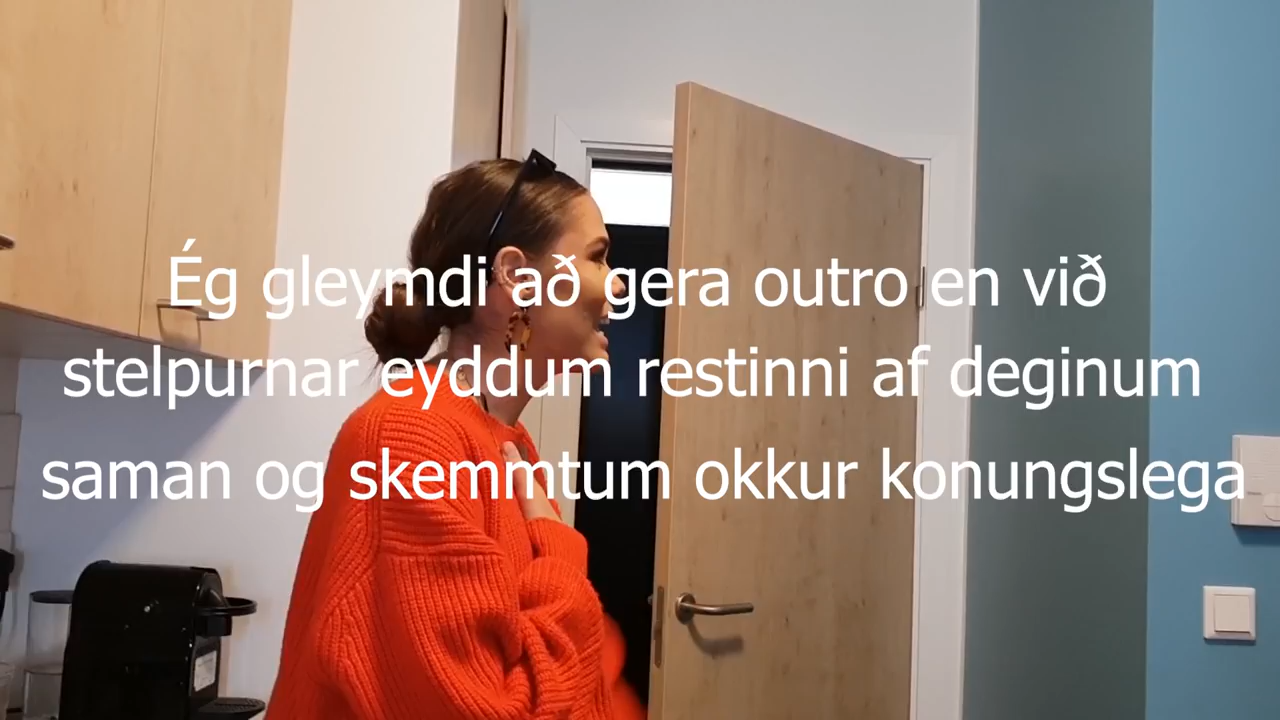 Ég gleymdi að gera outro en við
stelpurnar eyddum restinni af deginum
saman og skemmtum okkur konungslega